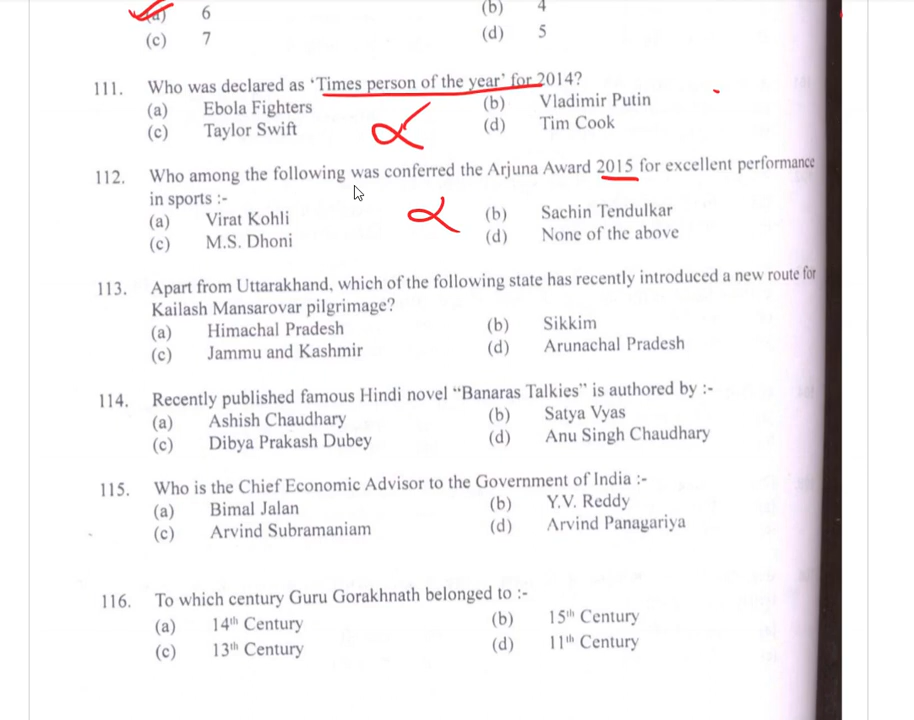 (a) 6 (b) 4
(c) 7 (d) 5
111. Who was declared as ‘Times person of the year’ for 2014?
(a) Ebola Fighters (b) Vladimir Putin
(c) Taylor Swift (d) Tim Cook
112. Who among the following was conferred the Arjuna Award 2015 for excellent performance
in sports :-
(a) Virat Kohli (b) Sachin Tendulkar
(c) M.S. Dhoni (d) None of the above
113. Apart from Uttarakhand, which of the following state has recently introduced a new route for
Kailash Mansarovar pilgrimage?
(a) Himachal Pradesh (b) Sikkim
(c) Jammu and Kashmir (d) Arunachal Pradesh
114. Recently published famous Hindi novel “Banaras Talkies” is authored by :-
(a) Ashish Chaudhary (b) Satya Vyas
(c) Dibya Prakash Dubey (d) Anu Singh Chaudhary
115. Who is the Chief Economic Advisor to the Government of India :-
(a) Bimal Jalan (b) Y.V. Reddy
(c) Arvind Subramaniam (d) Arvind Panagariya
116. To which century Guru Gorakhnath belonged to :-
(a) 14th Century (b) 15th Century
(c) 13th Century (d) 11th Century